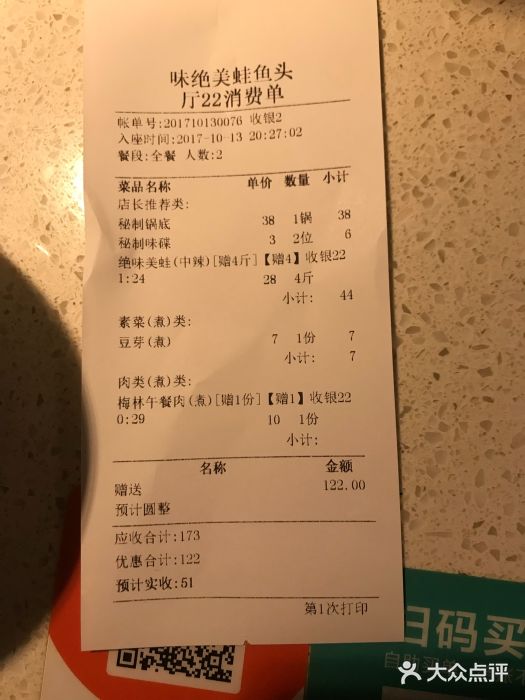 味绝美蛙鱼头
厅22消费单
帐单号:201710130076 收银2
入座时间:2017-10-13 20:27:02
餐段:全餐 人数:2
菜品名称 单价 数量 小计
店长推荐类:
秘制锅底 38 1锅 38
秘制味碟 3 2位 6
绝味美蛙(中辣)[赠4斤]【赠4】收银22
1:24 28 4斤
小计: 44
素菜(煮)类:
豆芽(煮) 7 1份 7
小计: 7
肉类(煮)类:
梅林午餐肉(煮)[赠1份]【赠1】收银22
0:29 10 1份
小计:
名称 金额
赠送 122.00
预计圆整
应收合计:173
优惠合计:122
预计实收:51
第1次打印
扫码买
大众点评